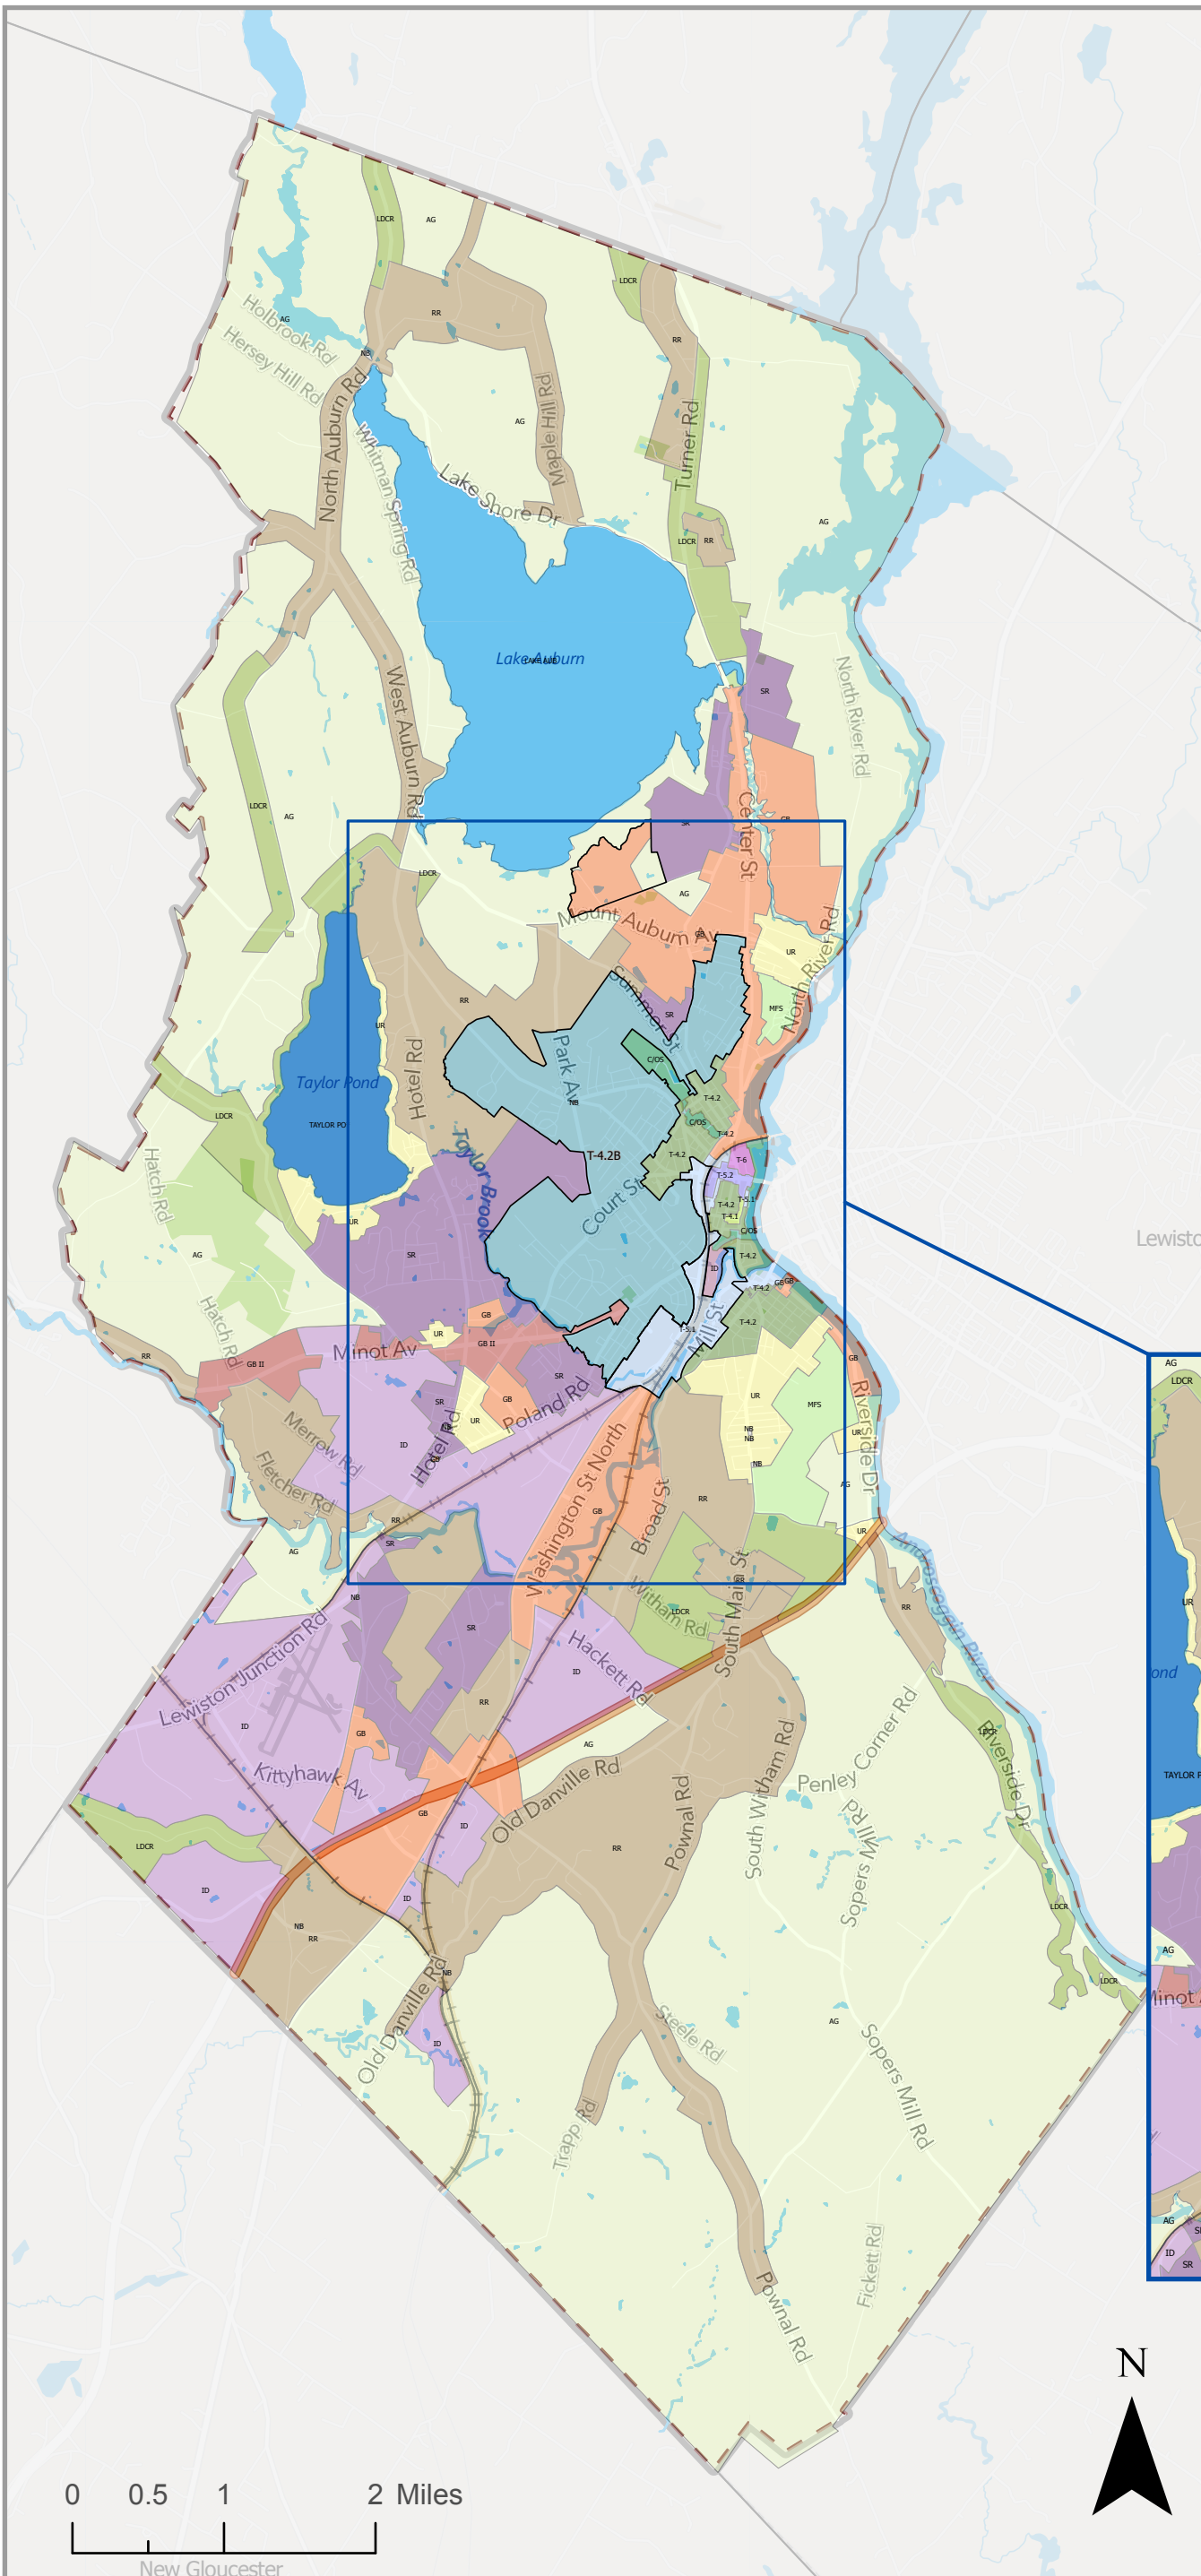 LDCR
AG
LDCR
RR
AG
Holbrook Rd
Hersey Hill Rd
RR
NB
North Auburn Rd
Maple Hill Rd
Turner Rd
AG
Whitman Spring Rd
Lake Shore Dr
AG
LDCR
RR
Lake Auburn
West Auburn Rd
North River Rd
SR
LDCR
AG
Center St
GB
SR
LDCR
AG
Mount Auburn Av
GB
North River Rd
UR
RR
Summer St
SR
MFS
UR
Hotel Rd
Park Av
C/OS
Taylor Pond
NB
T-4.2
LDCR
TAYLOR PO
C/OS
T-4.2
Taylor Brook
T-4.2B
T-4.2
T-6
T-5.2
Hatch Rd
Court St
T-4.2
T-5.1
T-4.1
UR
C/OS
Lewisto
AG
SR
T-4.2
ID
GB
GB
T-4.2
Hatch Rd
GB
T-4.2
Mill St
T-5.1
UR
GB II
Minot Av
RR
GB II
GB
SR
Riverside Dr
SR
GB
UR
MFS
Poland Rd
Merrow Rd
UR
Hotel Rd
ID
NB
NB
UR
Fletcher Rd
Washington St North
NB
AG
RR
GB
Broad St
RR
UR
SR
AG
Androscoggin River
NB
Witham Rd
South Main St
RR
LDCR
SR
Lewiston Junction Rd
Hackett Rd
ID
RR
ID
GB
AG
Kittyhawk Av
Penley Corner Rd
South Witham Rd
Riverside Dr
GB
ID
Old Danville Rd
Pownal Rd
Sopers Mill Rd
LDCR
RR
ID
ID
LDCR
NB
RR
NB
Old Danville Rd
LDCR
Steele Rd
AG
ID
Sopers Mill Rd
Trapp Rd
Fickett Rd
Pownal Rd
AG
LDCR
UR
ond
TAYLOR P
AG
Minot
AG
ID
SR
N
0 0.5 1 2 Miles
New Gloucester